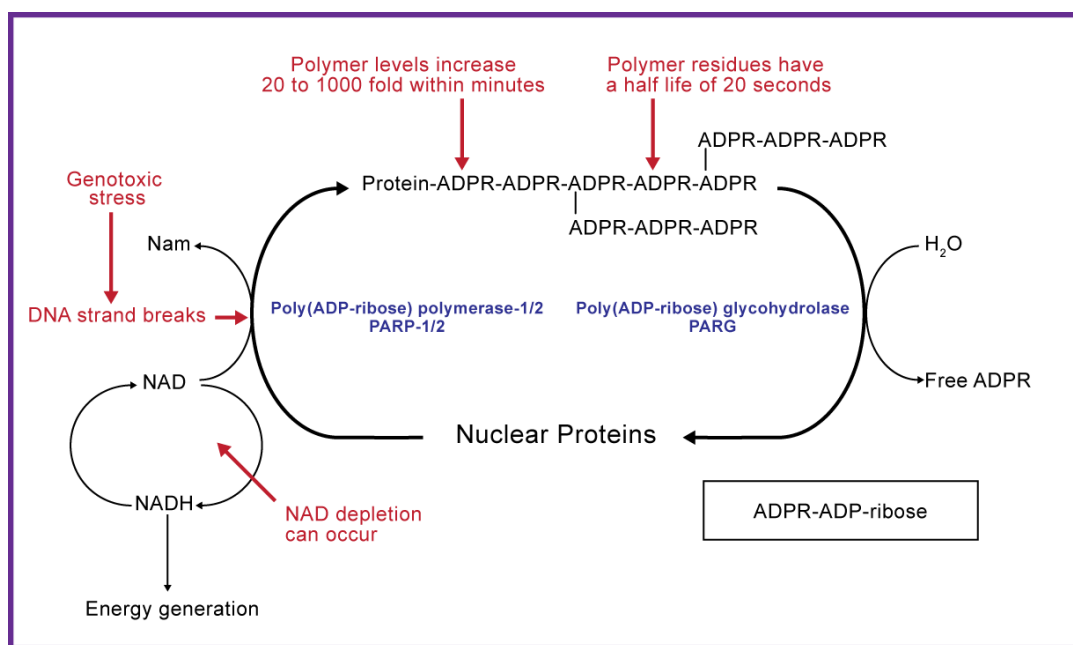 Polymer levels increase
20 to 1000 fold within minutes
Polymer residues have
a half life of 20 seconds
ADPR-ADPR-ADPR
Genotoxic
stress
Protein-ADPR-ADPR-ADPR-ADPR-ADPR
ADPR-ADPR-ADPR
Nam
H₂O
DNA strand breaks
Poly(ADP-ribose) polymerase-1/2
PARP-1/2
Poly(ADP-ribose) glycohydrolase
PARG
NAD
Free ADPR
Nuclear Proteins
NADH
NAD depletion
can occur
ADPR-ADP-ribose
Energy generation